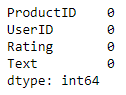 ProductID    0
UserID       0
Rating       0
Text         0
dtype: int64